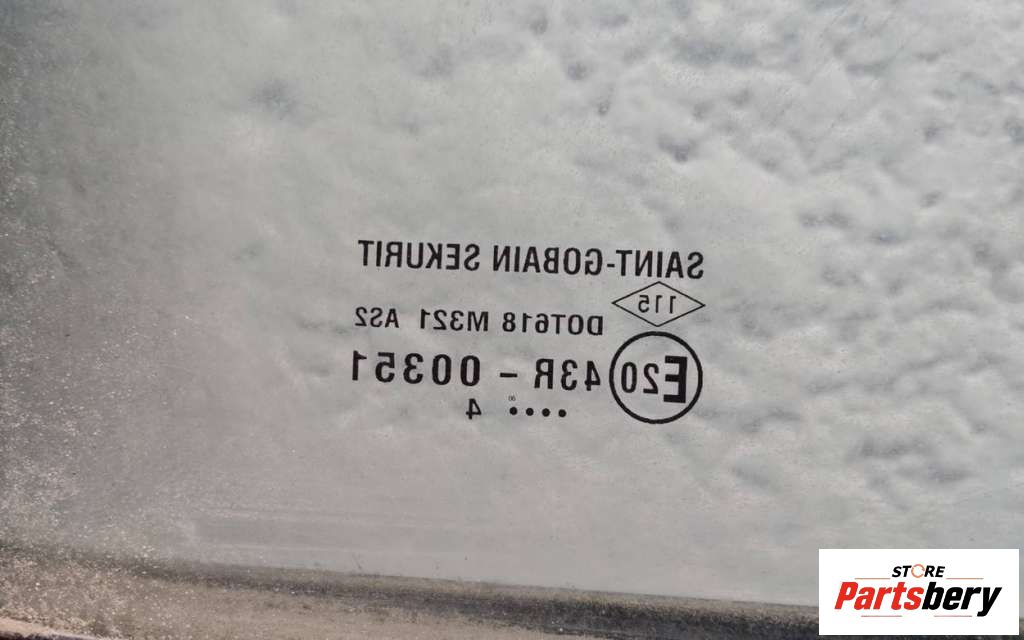 SAINT-GOBAIN SEKURIT
115
DOT618 M321 AS2
E20 43R - 00351
.... 4
STORE
Partsbery